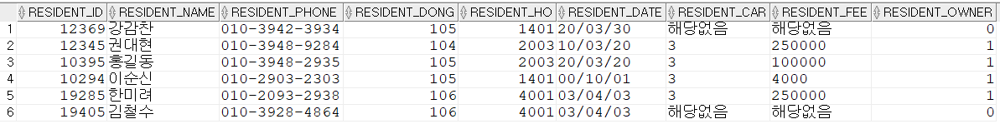 RESIDENT_ID RESIDENT_NAME RESIDENT_PHONE RESIDENT_DONG RESIDENT_HO RESIDENT_DATE RESIDENT_CAR RESIDENT_FEE RESIDENT_OWNER
1 12369 강감찬 010-3942-3934 105 1401 20/03/30 해당없음 해당없음 0
2 12345 권대현 010-3948-9284 104 2003 10/03/20 3 250000 1
3 10395 홍길동 010-3948-2935 105 2003 20/03/20 3 100000 1
4 10294 이순신 010-2903-2303 105 1401 00/10/01 3 4000 1
5 19285 한미려 010-2093-2938 106 4001 03/04/03 3 250000 1
6 19405 김철수 010-3928-4864 106 4001 03/04/03 해당없음 해당없음 0